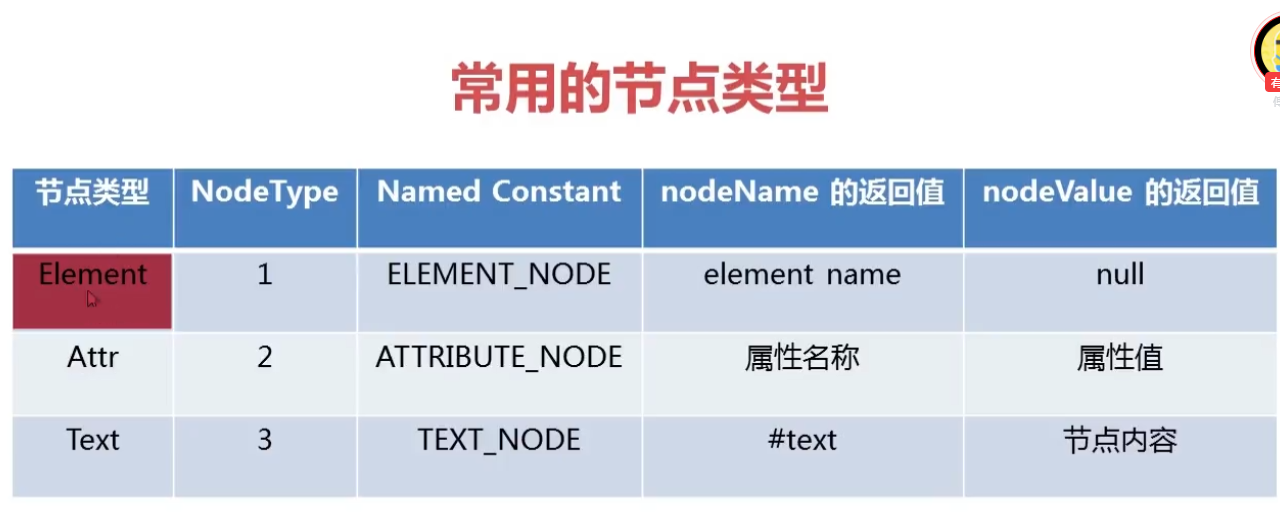 常用的节点类型
节点类型 NodeType Named Constant nodeName 的返回值 nodeValue 的返回值
Element 1 ELEMENT_NODE element name null
Attr 2 ATTRIBUTE_NODE 属性名称 属性值
Text 3 TEXT_NODE #text 节点内容
有